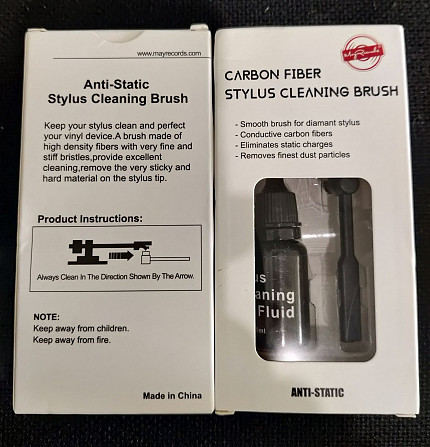 www.mayrecords.com
Anti-Static
Stylus Cleaning Brush
Keep your stylus clean and perfect
your vinyl device.A brush made of
high density fibers with very fine and
stiff bristles,provide excellent
cleaning,remove the very sticky and
hard material on the stylus tip.
Product Instructions:
Always Clean In The Direction Shown By The Arrow.
NOTE:
Keep away from children.
Keep away from fire.
Made in China
MayRecords
CARBON FIBER
STYLUS CLEANING BRUSH
- Smooth brush for diamant stylus
- Conductive carbon fibers
- Eliminates static charges
- Removes finest dust particles
us
aning
Fluid
ml
ANTI-STATIC